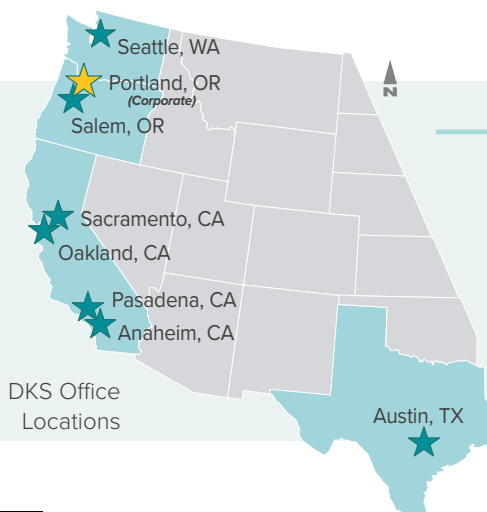 Seattle, WA
Portland, OR
(Corporate)
Salem, OR
N
Sacramento, CA
Oakland, CA
Pasadena, CA
Anaheim, CA
DKS Office
Locations
Austin, TX